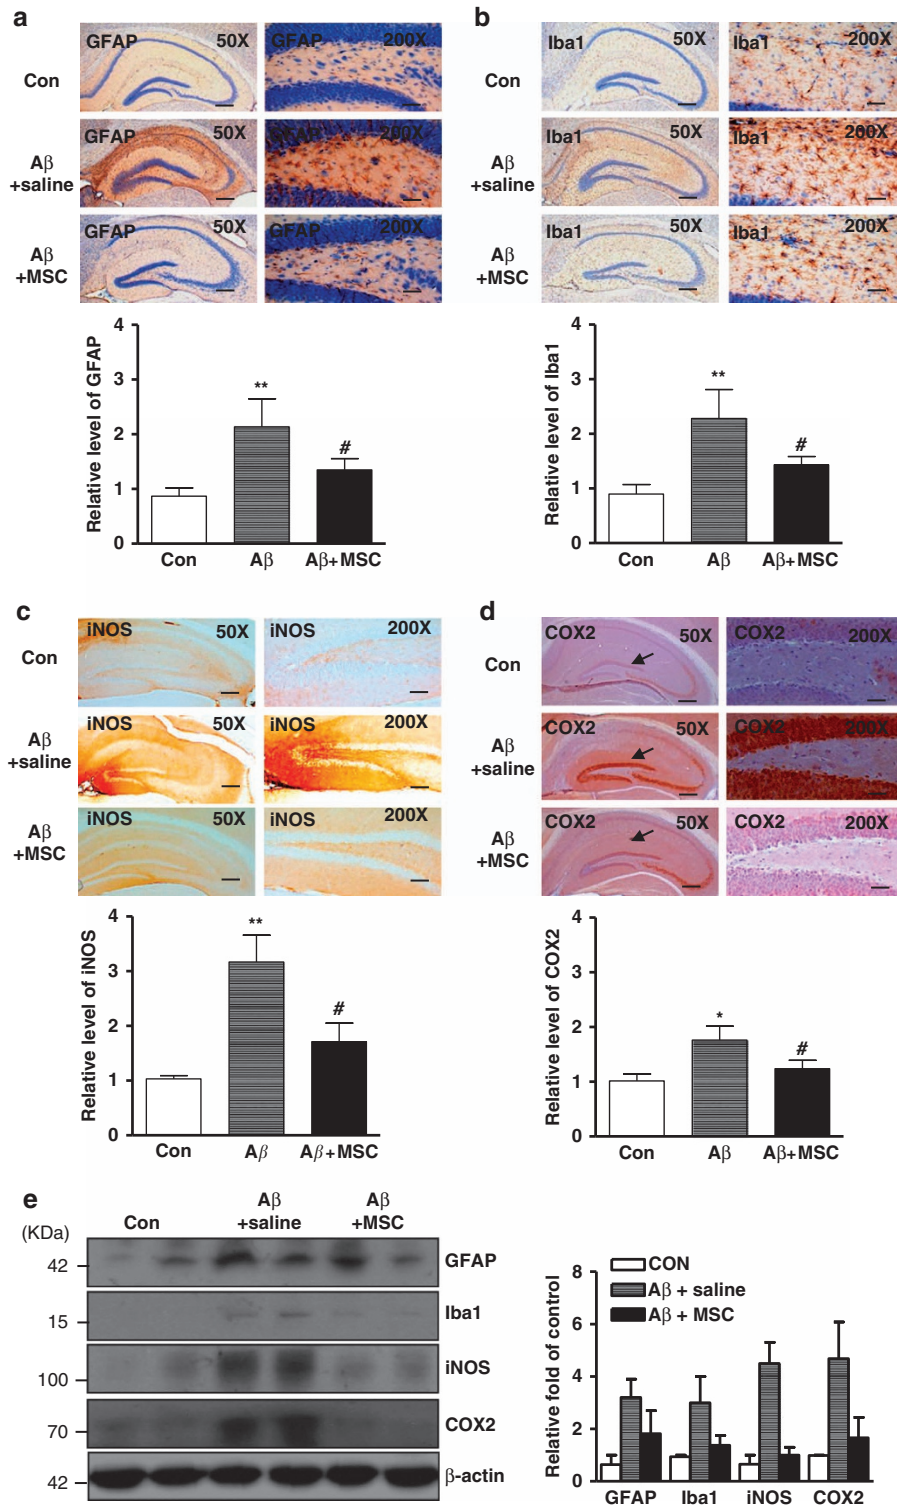 a
GFAP 50X GFAP 200X
Con
GFAP 50X GFAP 200X
Aβ
+saline
GFAP 50X GFAP 200X
Aβ
+MSC
Relative level of GFAP
4
3
2
1
0
**
#
Con Aβ Aβ+MSC
b
Iba1 50X Iba1 200X
Con
Iba1 50X Iba1 200X
Aβ
+saline
Iba1 50X Iba1 200X
Aβ
+MSC
Relative level of Iba1
4
3
2
1
0
**
#
Con Aβ Aβ+MSC
c
iNOS 50X iNOS 200X
Con
iNOS 50X iNOS 200X
Aβ
+saline
iNOS 50X iNOS 200X
Aβ
+MSC
Relative level of iNOS
4
3
2
1
0
**
#
Con Aβ Aβ+MSC
d
COX2 50X COX2 200X
Con
COX2 50X COX2 200X
Aβ
+saline
COX2 50X COX2 200X
Aβ
+MSC
Relative level of COX2
4
3
2
1
0
*
#
Con Aβ Aβ+MSC
e
(KDa)
Con
Aβ
+saline
Aβ
+MSC
42 GFAP
15 Iba1
100 iNOS
70 COX2
42 β-actin
Relative fold of control
8
6
4
2
0
CON
Aβ + saline
Aβ + MSC
GFAP Iba1 iNOS COX2